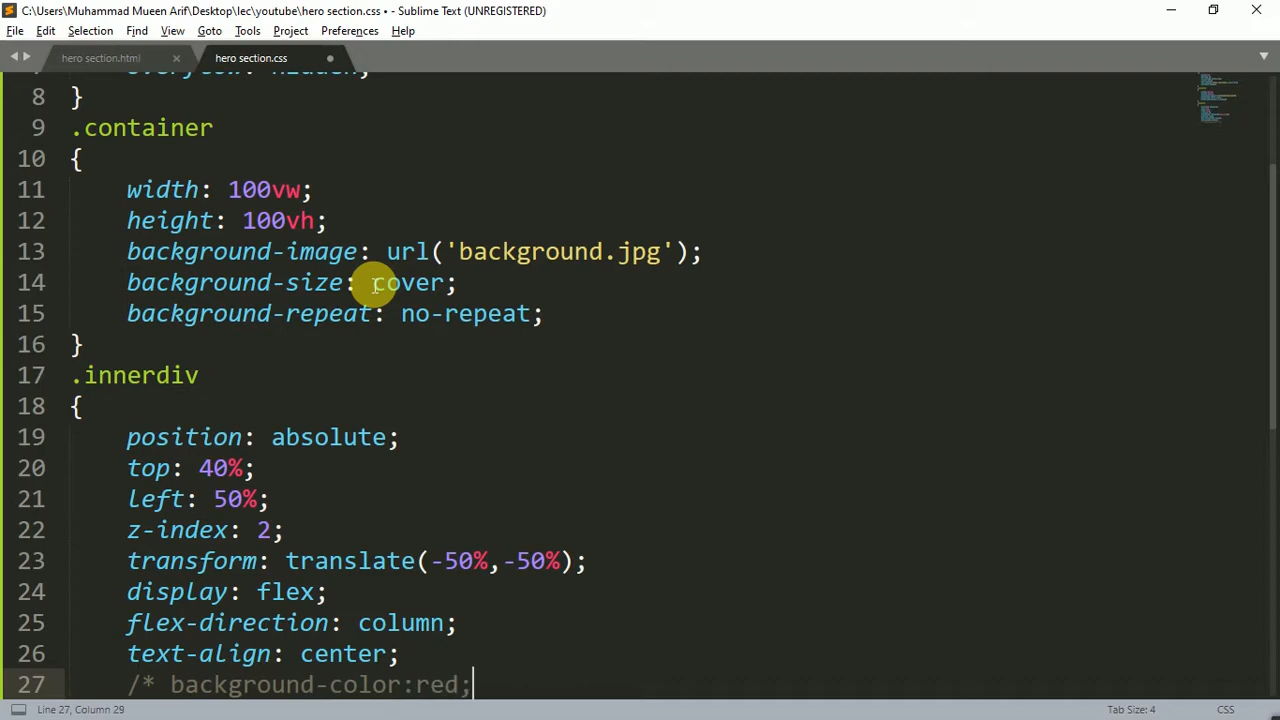 C:\Users\Muhammad Mueen Arif\Desktop\lec\youtube\hero section.css • - Sublime Text (UNREGISTERED)
File Edit Selection Find View Goto Tools Project Preferences Help
hero section.html hero section.css
8 }
9 .container
10 {
11 width: 100vw;
12 height: 100vh;
13 background-image: url('background.jpg');
14 background-size: cover;
15 background-repeat: no-repeat;
16 }
17 .innerdiv
18 {
19 position: absolute;
20 top: 40%;
21 left: 50%;
22 z-index: 2;
23 transform: translate(-50%,-50%);
24 display: flex;
25 flex-direction: column;
26 text-align: center;
27 /* background-color:red;
Line 27, Column 29 Tab Size: 4 CSS